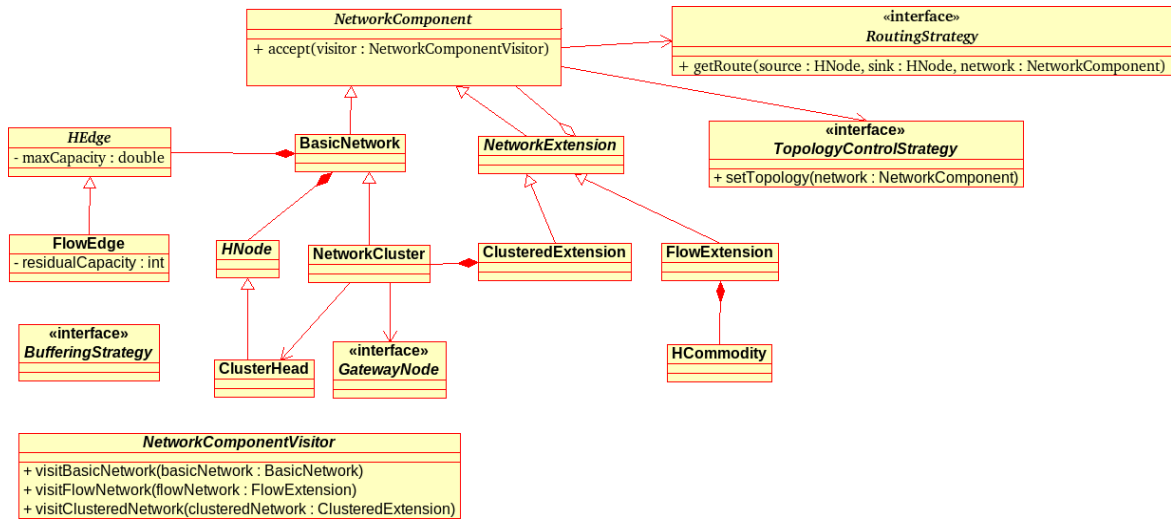 NetworkComponent
+ accept(visitor : NetworkComponentVisitor)
«interface»
RoutingStrategy
+ getRoute(source : HNode, sink : HNode, network : NetworkComponent)
HEdge
- maxCapacity : double
BasicNetwork
NetworkExtension
«interface»
TopologyControlStrategy
+ setTopology(network : NetworkComponent)
FlowEdge
- residualCapacity : int
HNode
NetworkCluster
ClusteredExtension
FlowExtension
«interface»
BufferingStrategy
ClusterHead
«interface»
GatewayNode
HCommodity
NetworkComponentVisitor
+ visitBasicNetwork(basicNetwork : BasicNetwork)
+ visitFlowNetwork(flowNetwork : FlowExtension)
+ visitClusteredNetwork(clusteredNetwork : ClusteredExtension)